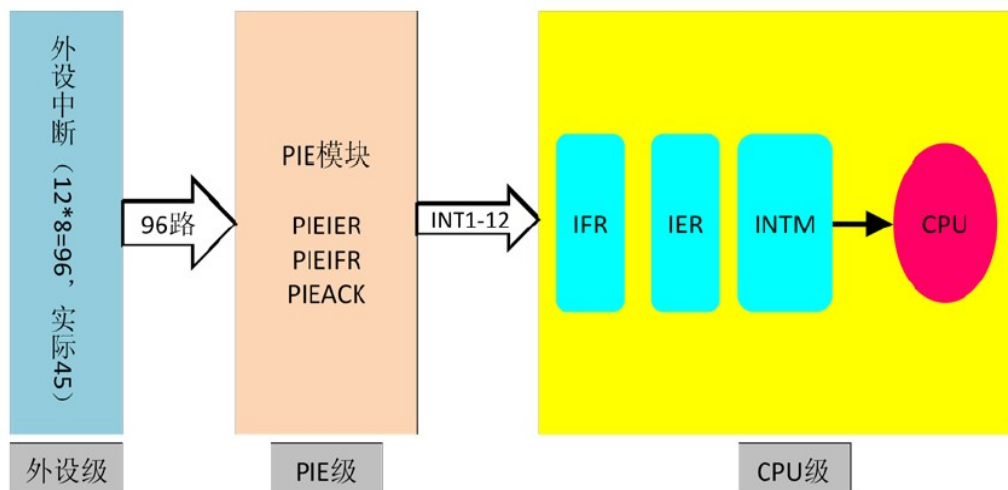 外设中断（12*8=96，实际45）
96路
PIE模块
PIEIER
PIEIFR
PIEACK
INT1-12
IFR
IER
INTM
CPU
外设级
PIE级
CPU级